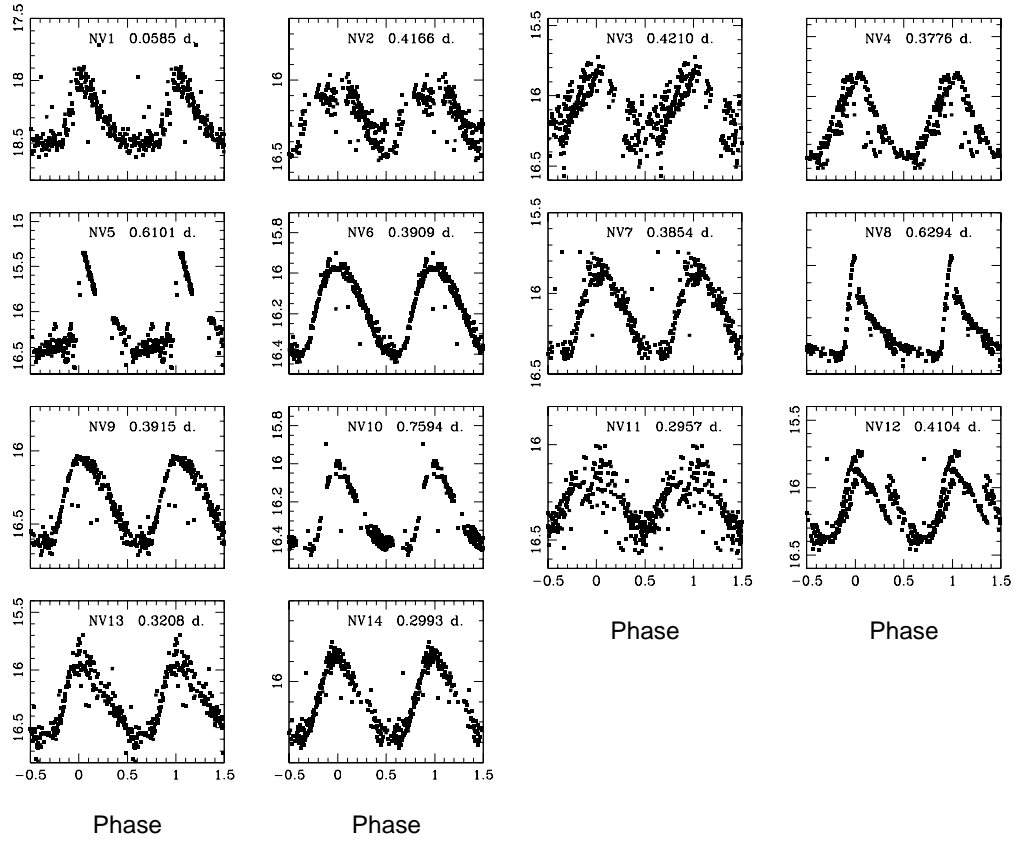 NV1 0.0585 d.
17.5
18
18.5
NV2 0.4166 d.
16
16.5
NV3 0.4210 d.
15.5
16
16.5
NV4 0.3776 d.
NV5 0.6101 d.
15
15.5
16
16.5
NV6 0.3909 d.
15.8
16
16.2
16.4
NV7 0.3854 d.
15.5
16
16.5
NV8 0.6294 d.
NV9 0.3915 d.
16
16.5
NV10 0.7594 d.
15.8
16
16.2
16.4
NV11 0.2957 d.
16
16.5
-0.5 0 0.5 1 1.5
Phase
NV12 0.4104 d.
15.5
16
16.5
-0.5 0 0.5 1 1.5
Phase
NV13 0.3208 d.
15.5
16
16.5
-0.5 0 0.5 1 1.5
Phase
NV14 0.2993 d.
16
-0.5 0 0.5 1 1.5
Phase